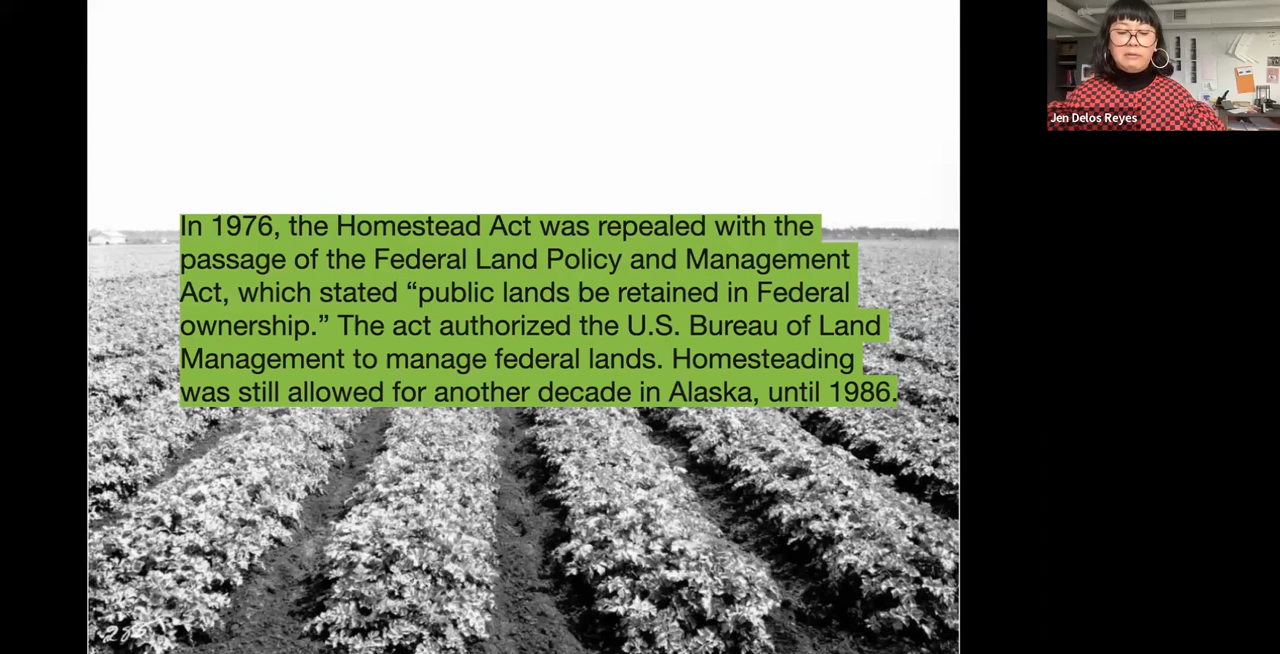 In 1976, the Homestead Act was repealed with the
passage of the Federal Land Policy and Management
Act, which stated “public lands be retained in Federal
ownership.” The act authorized the U.S. Bureau of Land
Management to manage federal lands. Homesteading
was still allowed for another decade in Alaska, until 1986.
Jen Delos Reyes